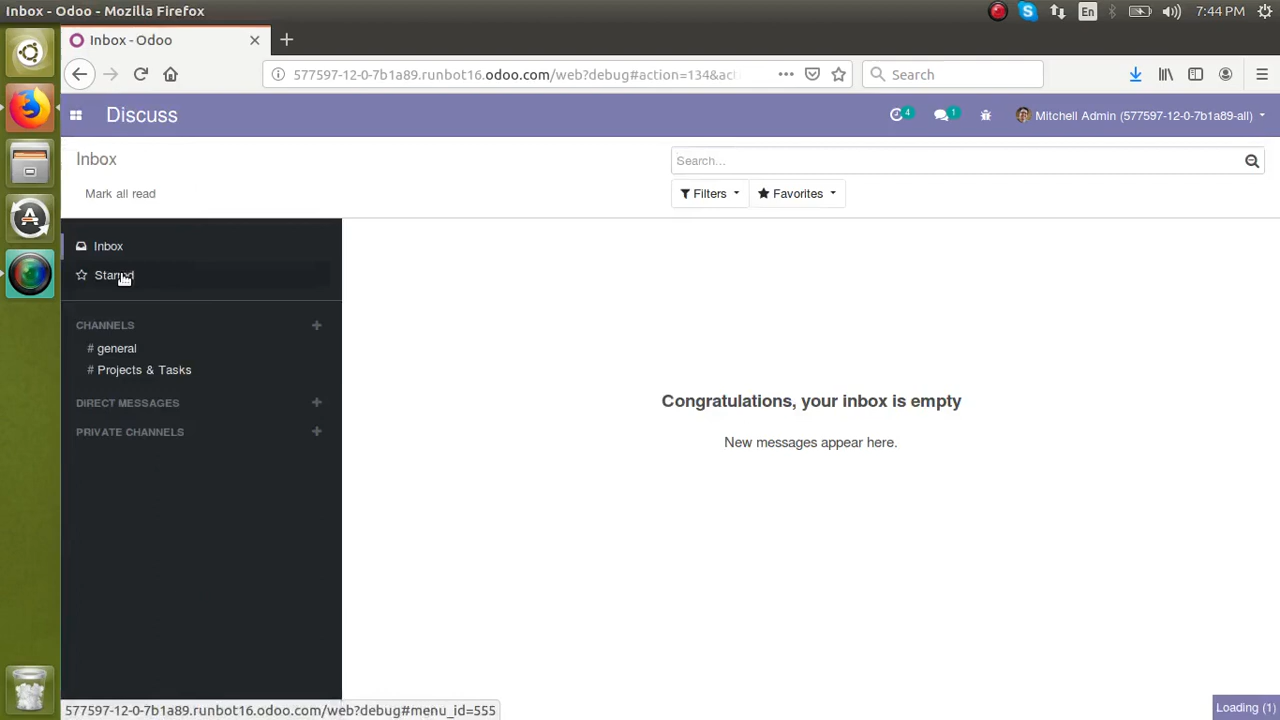 Inbox - Odoo - Mozilla Firefox
En
7:44 PM
Inbox - Odoo
577597-12-0-7b1a89.runbot16.odoo.com/web?debug#action=134&acti
Search
Discuss
4
1
Mitchell Admin (577597-12-0-7b1a89-all)
Inbox
Search...
Mark all read
Filters
Favorites
Inbox
Starred
CHANNELS
# general
# Projects & Tasks
DIRECT MESSAGES
PRIVATE CHANNELS
Congratulations, your inbox is empty
New messages appear here.
577597-12-0-7b1a89.runbot16.odoo.com/web?debug#menu_id=555
Loading (1)